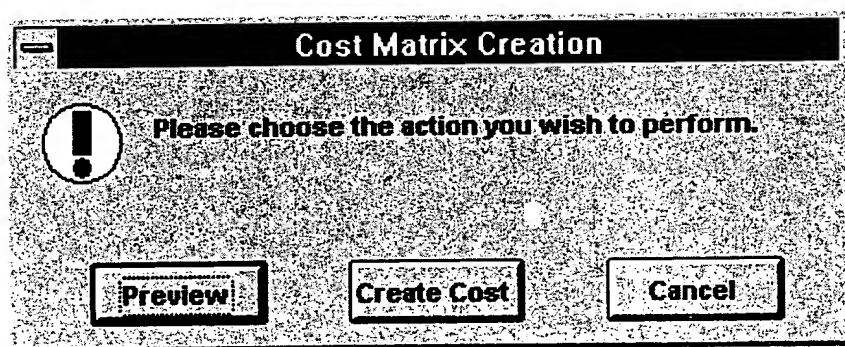 Cost Matrix Creation
Please choose the action you wish to perform.
Preview Create Cost Cancel